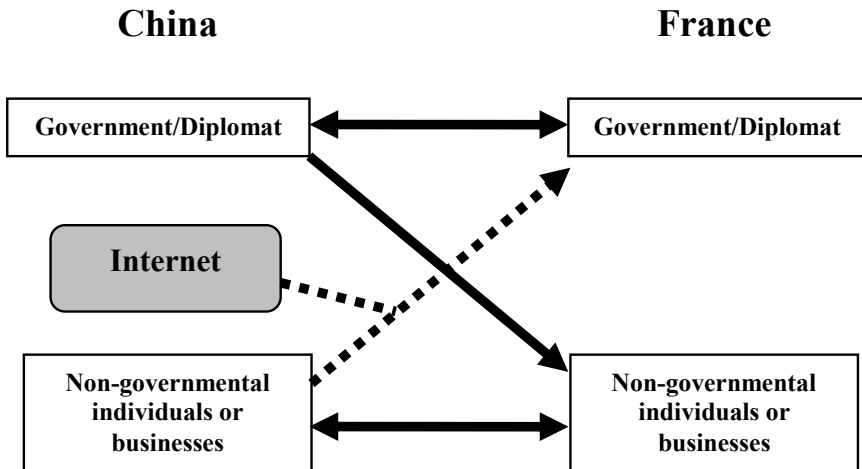 China
France
Government/Diplomat
Government/Diplomat
Internet
Non-governmental
individuals or
businesses
Non-governmental
individuals or
businesses